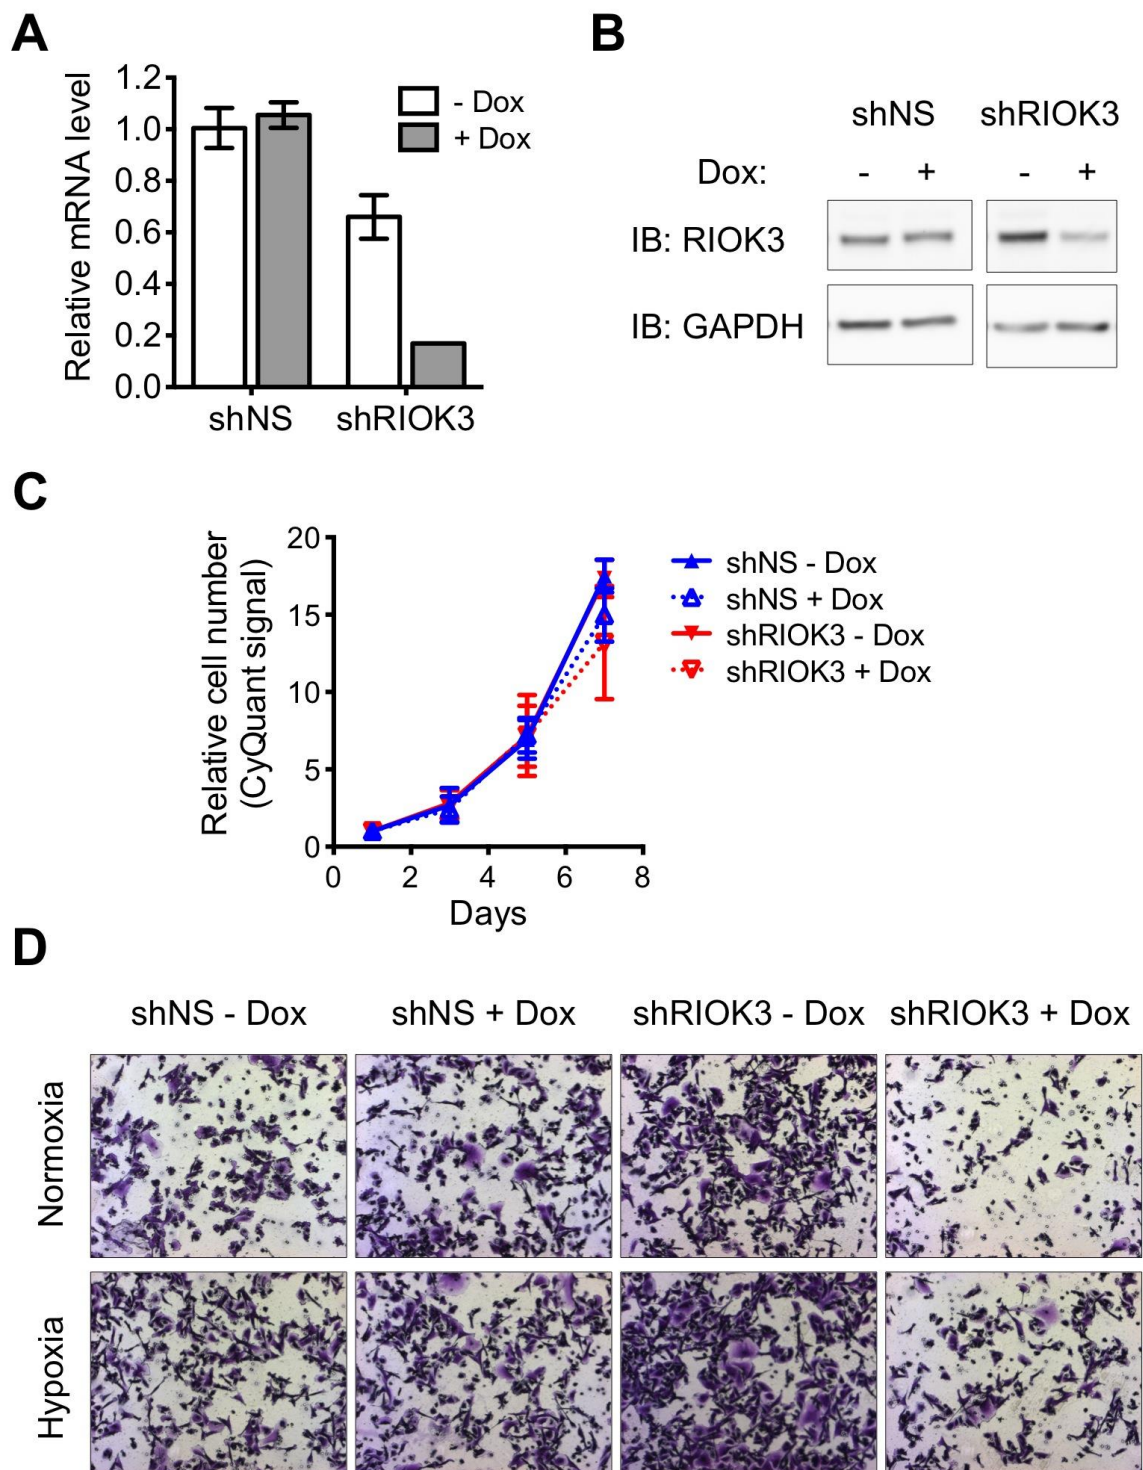 A
Relative mRNA level
1.2
1.0
0.8
0.6
0.4
0.2
0.0
- Dox
+ Dox
shNS
shRIOK3
B
shNS shRIOK3
Dox: - + - +
IB: RIOK3
IB: GAPDH
C
Relative cell number
(CyQuant signal)
20
15
10
5
0
0 2 4 6 8
Days
shNS - Dox
shNS + Dox
shRIOK3 - Dox
shRIOK3 + Dox
D
shNS - Dox shNS + Dox shRIOK3 - Dox shRIOK3 + Dox
Normoxia
Hypoxia